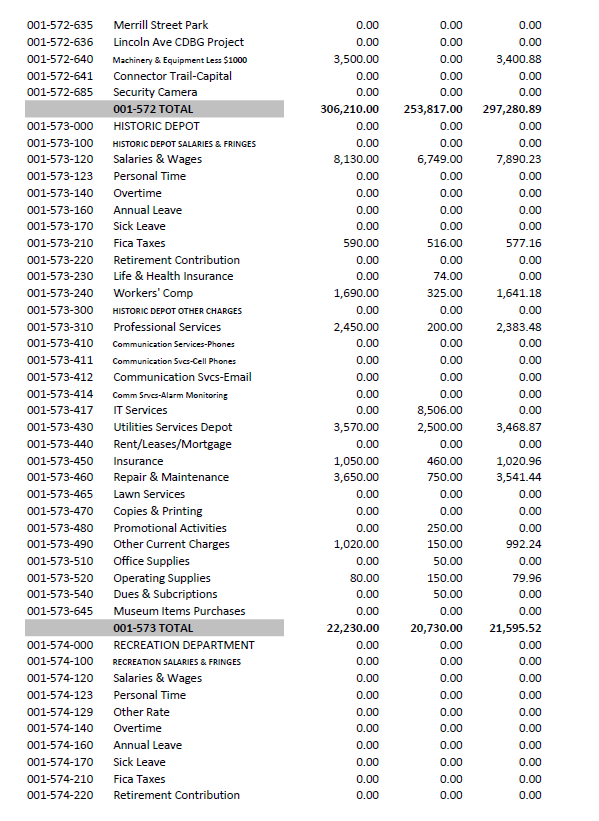 001-572-635 Merrill Street Park 0.00 0.00 0.00
001-572-636 Lincoln Ave CDBG Project 0.00 0.00 0.00
001-572-640 Machinery & Equipment Less $1000 3,500.00 0.00 3,400.88
001-572-641 Connector Trail-Capital 0.00 0.00 0.00
001-572-685 Security Camera 0.00 0.00 0.00
001-572 TOTAL 306,210.00 253,817.00 297,280.89
001-573-000 HISTORIC DEPOT 0.00 0.00 0.00
001-573-100 HISTORIC DEPOT SALARIES & FRINGES 0.00 0.00 0.00
001-573-120 Salaries & Wages 8,130.00 6,749.00 7,890.23
001-573-123 Personal Time 0.00 0.00 0.00
001-573-140 Overtime 0.00 0.00 0.00
001-573-160 Annual Leave 0.00 0.00 0.00
001-573-170 Sick Leave 0.00 0.00 0.00
001-573-210 Fica Taxes 590.00 516.00 577.16
001-573-220 Retirement Contribution 0.00 0.00 0.00
001-573-230 Life & Health Insurance 0.00 74.00 0.00
001-573-240 Workers' Comp 1,690.00 325.00 1,641.18
001-573-300 HISTORIC DEPOT OTHER CHARGES 0.00 0.00 0.00
001-573-310 Professional Services 2,450.00 200.00 2,383.48
001-573-410 Communication Services-Phones 0.00 0.00 0.00
001-573-411 Communication Svcs-Cell Phones 0.00 0.00 0.00
001-573-412 Communication Svcs-Email 0.00 0.00 0.00
001-573-414 Comm Srvcs-Alarm Monitoring 0.00 0.00 0.00
001-573-417 IT Services 0.00 8,506.00 0.00
001-573-430 Utilities Services Depot 3,570.00 2,500.00 3,468.87
001-573-440 Rent/Leases/Mortgage 0.00 0.00 0.00
001-573-450 Insurance 1,050.00 460.00 1,020.96
001-573-460 Repair & Maintenance 3,650.00 750.00 3,541.44
001-573-465 Lawn Services 0.00 0.00 0.00
001-573-470 Copies & Printing 0.00 0.00 0.00
001-573-480 Promotional Activities 0.00 250.00 0.00
001-573-490 Other Current Charges 1,020.00 150.00 992.24
001-573-510 Office Supplies 0.00 50.00 0.00
001-573-520 Operating Supplies 80.00 150.00 79.96
001-573-540 Dues & Subcriptions 0.00 50.00 0.00
001-573-645 Museum Items Purchases 0.00 0.00 0.00
001-573 TOTAL 22,230.00 20,730.00 21,595.52
001-574-000 RECREATION DEPARTMENT 0.00 0.00 0.00
001-574-100 RECREATION SALARIES & FRINGES 0.00 0.00 0.00
001-574-120 Salaries & Wages 0.00 0.00 0.00
001-574-123 Personal Time 0.00 0.00 0.00
001-574-129 Other Rate 0.00 0.00 0.00
001-574-140 Overtime 0.00 0.00 0.00
001-574-160 Annual Leave 0.00 0.00 0.00
001-574-170 Sick Leave 0.00 0.00 0.00
001-574-210 Fica Taxes 0.00 0.00 0.00
001-574-220 Retirement Contribution 0.00 0.00 0.00